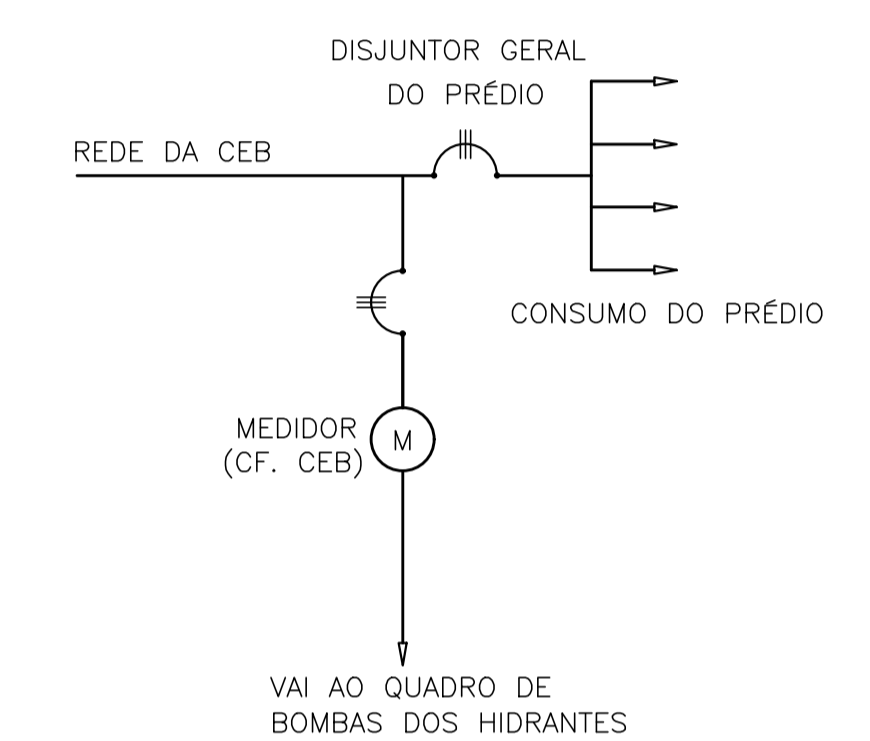 DISJUNTOR GERAL
DO PRÉDIO
REDE DA CEB
CONSUMO DO PRÉDIO
MEDIDOR
(CF. CEB)
M
VAI AO QUADRO DE
BOMBAS DOS HIDRANTES